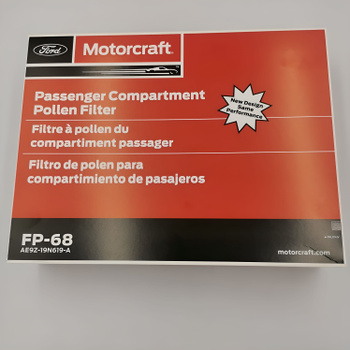 Ford
Motorcraft
Passenger Compartment
Pollen Filter
New Design
Same
Performance
Filtre à pollen du
compartiment passager
Filtro de polen para
compartimiento de pasajeros
FP-68
AE9Z-19N619-A
motorcraft.com